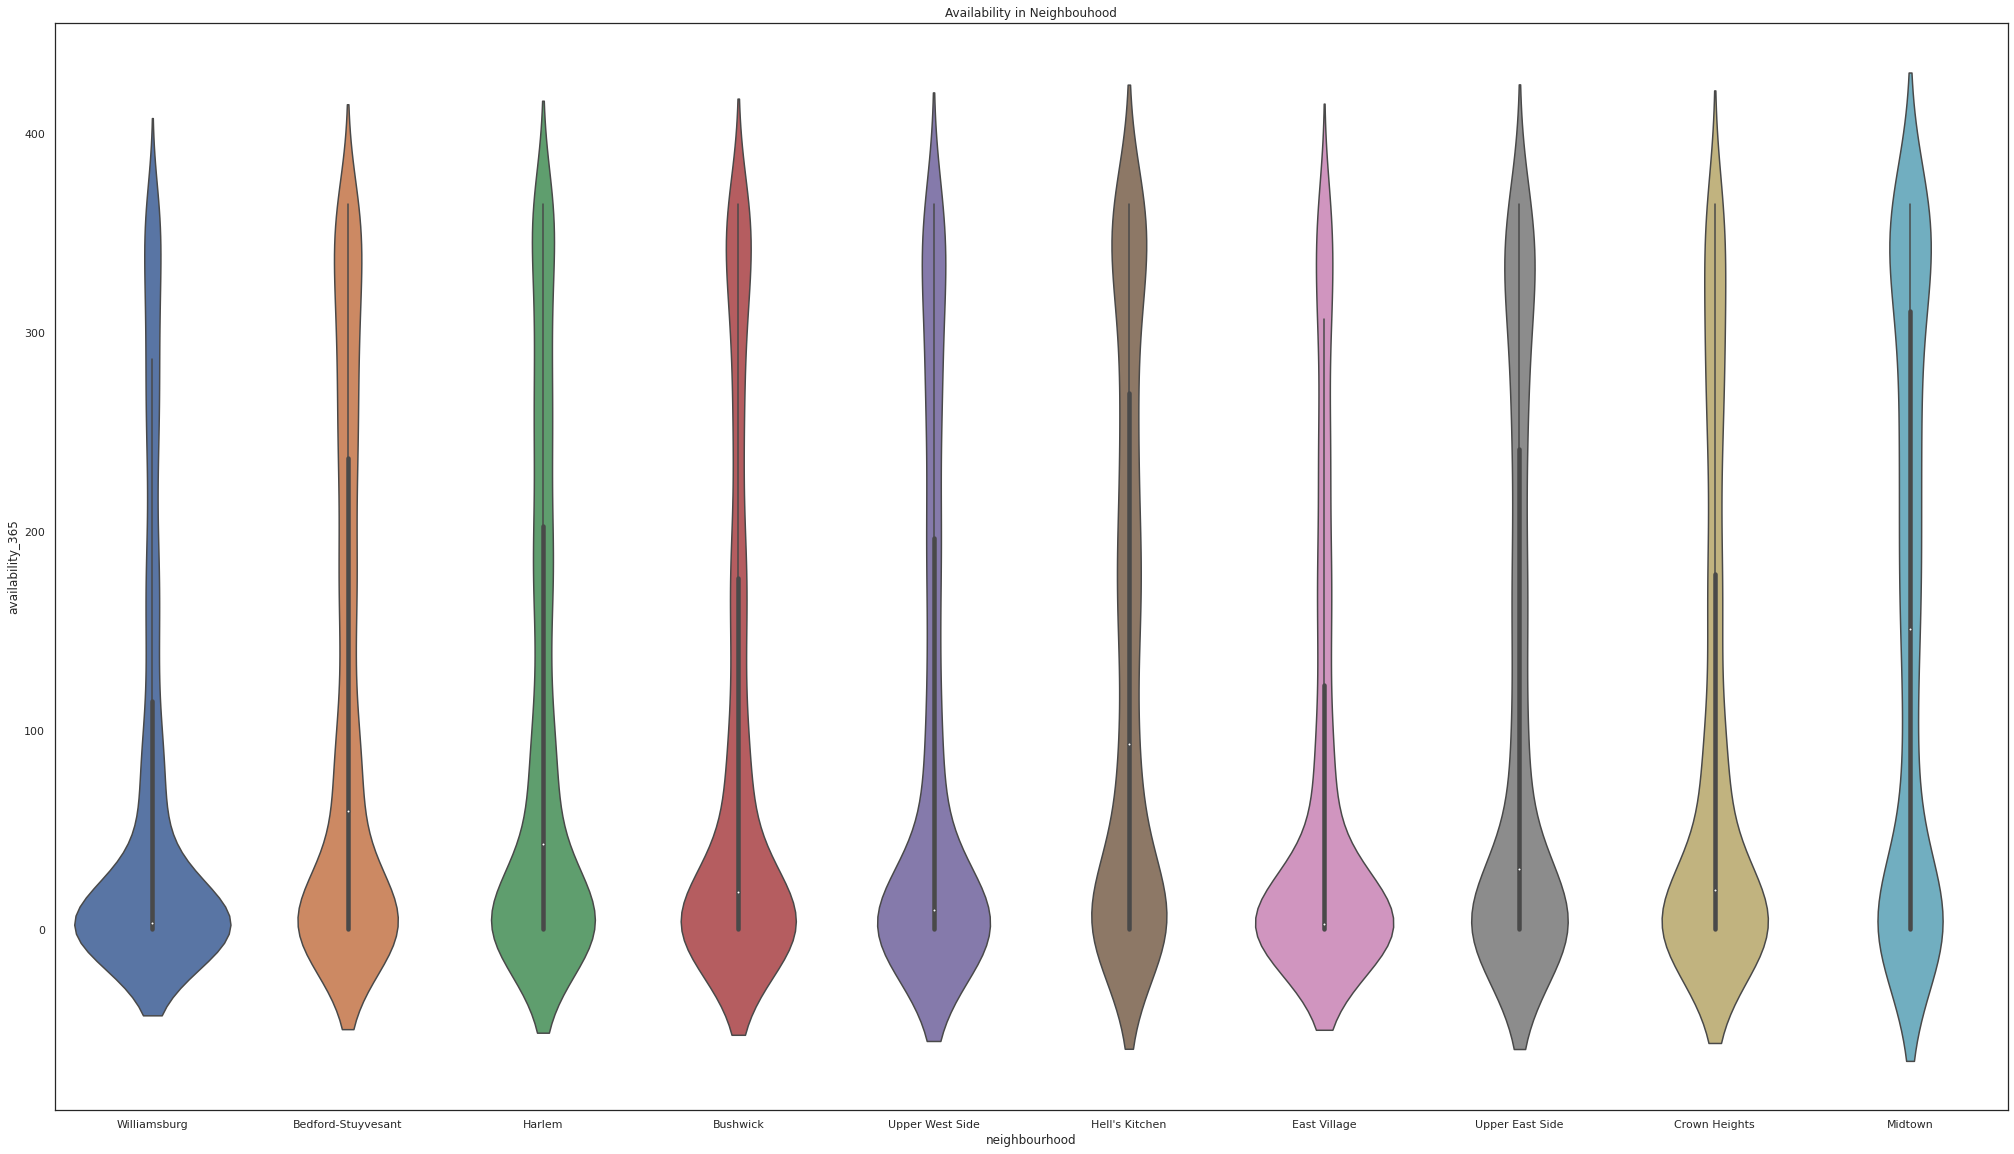 Availability in Neighbouhood
availability_365
400
300
200
100
0
Williamsburg
Bedford-Stuyvesant
Harlem
Bushwick
Upper West Side
Hell's Kitchen
East Village
Upper East Side
Crown Heights
Midtown
neighbourhood